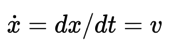 ẋ = dx/dt = v